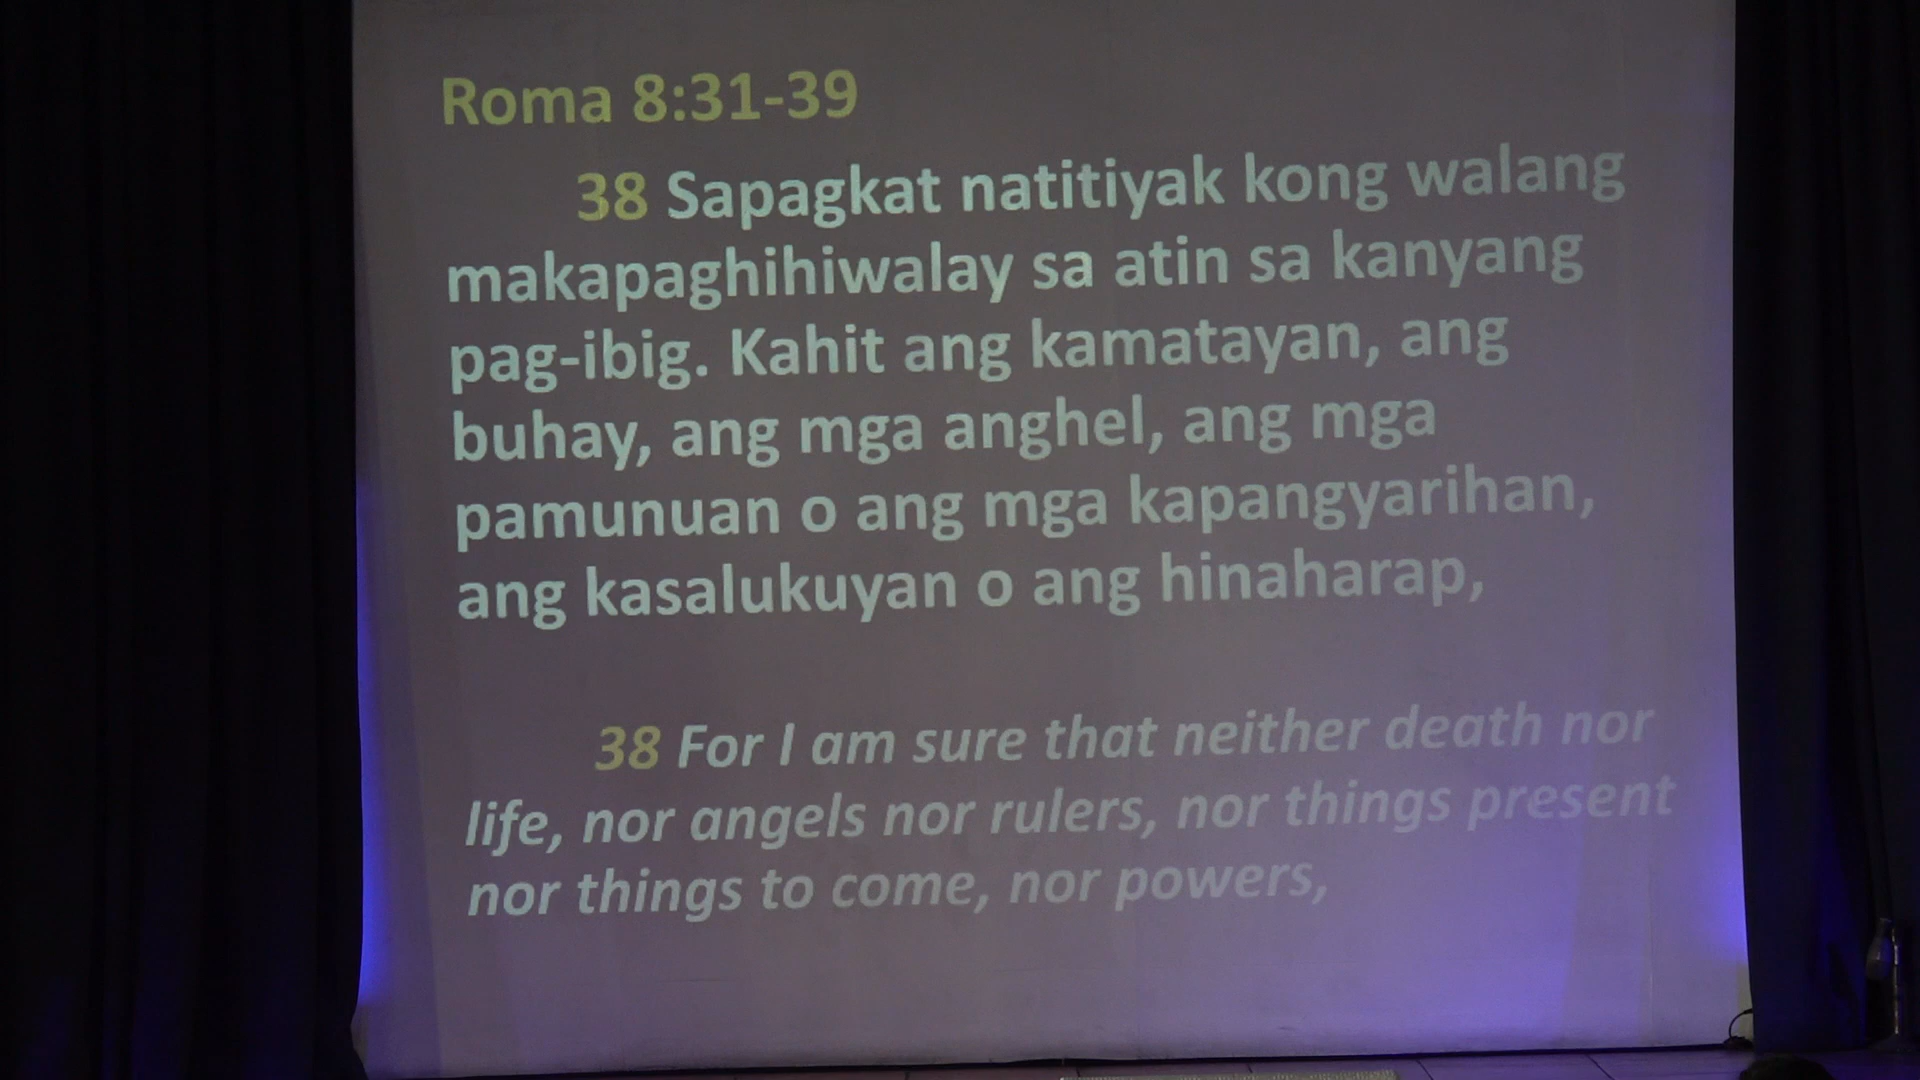 Roma 8:31-39
38 Sapagkat natitiyak kong walang
makapaghihiwalay sa atin sa kanyang
pag-ibig. Kahit ang kamatayan, ang
buhay, ang mga anghel, ang mga
pamunuan o ang mga kapangyarihan,
ang kasalukuyan o ang hinaharap,
38 For I am sure that neither death nor
life, nor angels nor rulers, nor things present
nor things to come, nor powers,